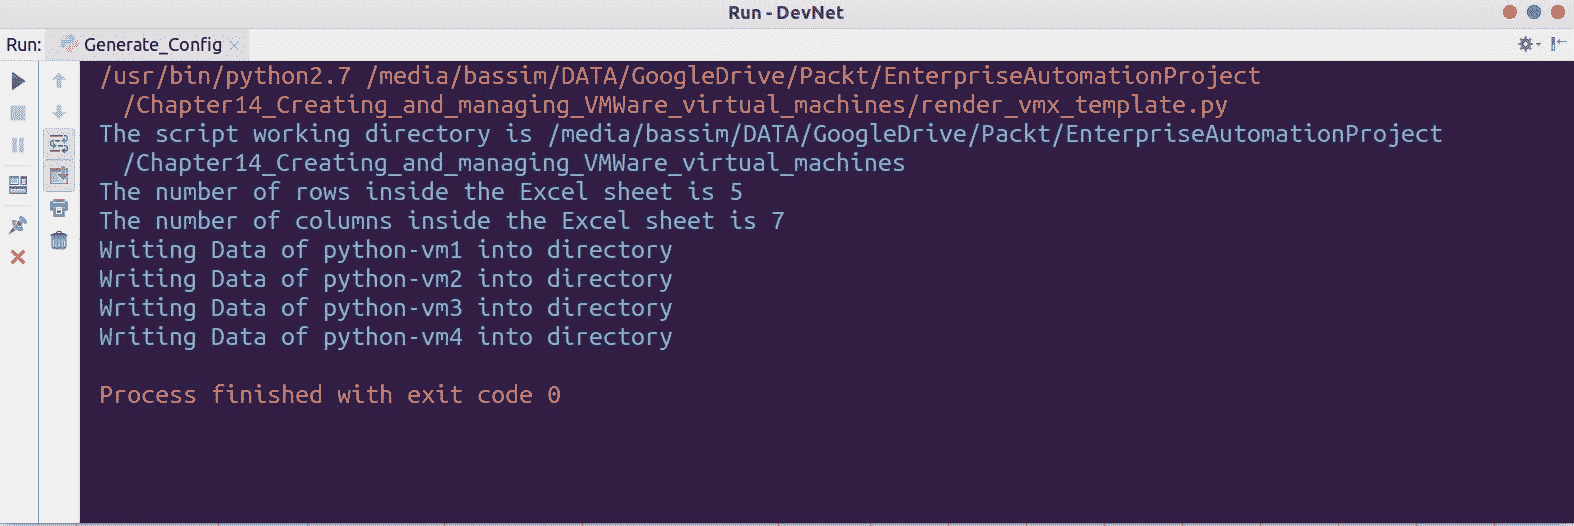 Run - DevNet
Run: Generate_Config
/usr/bin/python2.7 /media/bassim/DATA/GoogleDrive/Packt/EnterpriseAutomationProject
/Chapter14_Creating_and_managing_VMWare_virtual_machines/render_vmx_template.py
The script working directory is /media/bassim/DATA/GoogleDrive/Packt/EnterpriseAutomationProject
/Chapter14_Creating_and_managing_VMWare_virtual_machines
The number of rows inside the Excel sheet is 5
The number of columns inside the Excel sheet is 7
Writing Data of python-vm1 into directory
Writing Data of python-vm2 into directory
Writing Data of python-vm3 into directory
Writing Data of python-vm4 into directory
Process finished with exit code 0